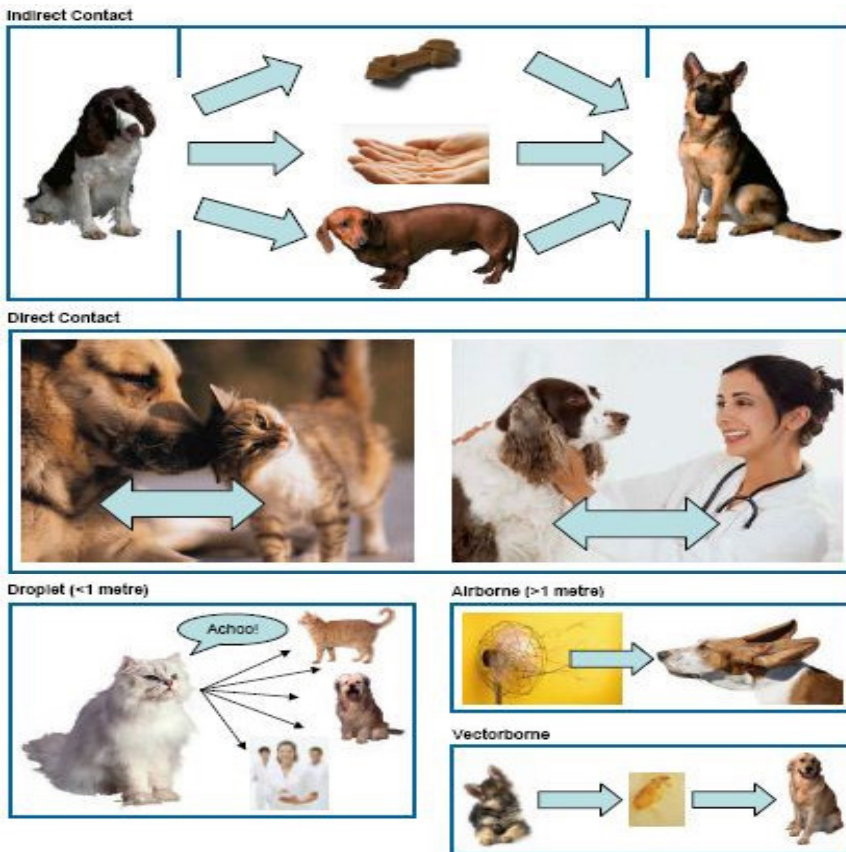 Indirect Contact
Direct Contact
Droplet (<1 metre)
Achoo!
Airborne (>1 metre)
Vectorborne